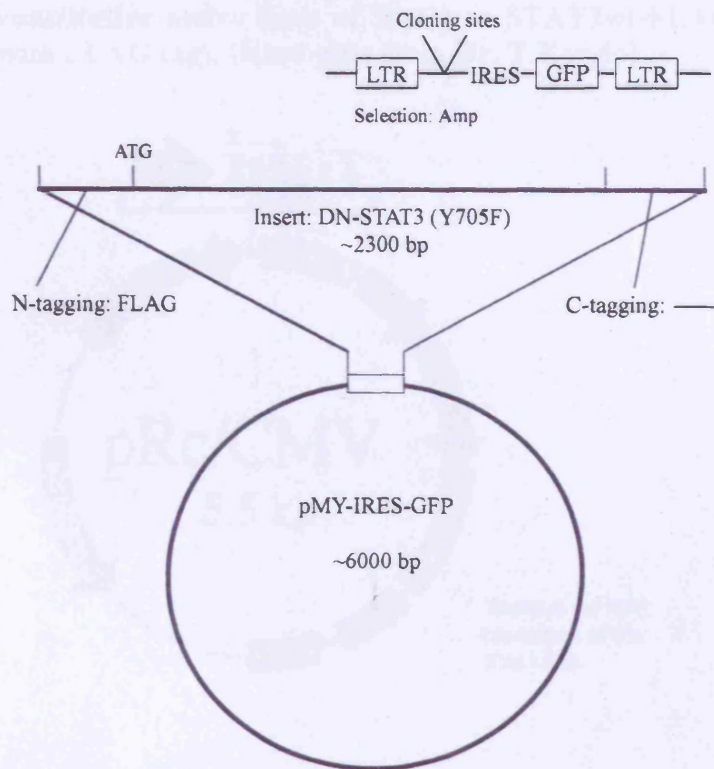 Cloning sites
LTR IRES GFP LTR
Selection: Amp
ATG
Insert: DN-STAT3 (Y705F)
~2300 bp
N-tagging: FLAG
C-tagging: —
pMY-IRES-GFP
~6000 bp